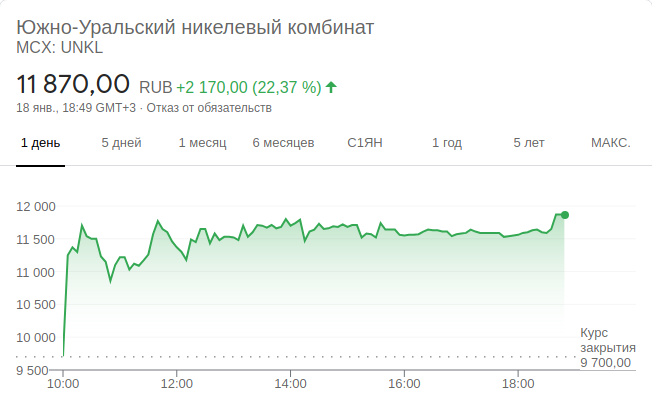 Южно-Уральский никелевый комбинат
MCX: UNKL
11 870,00 RUB +2 170,00 (22,37 %)
18 янв., 18:49 GMT+3 · Отказ от обязательств
1 день 5 дней 1 месяц 6 месяцев С1ЯН 1 год 5 лет МАКС.
12 000
11 500
11 000
10 500
10 000
9 500
Курс
закрытия
9 700,00
10:00 12:00 14:00 16:00 18:00